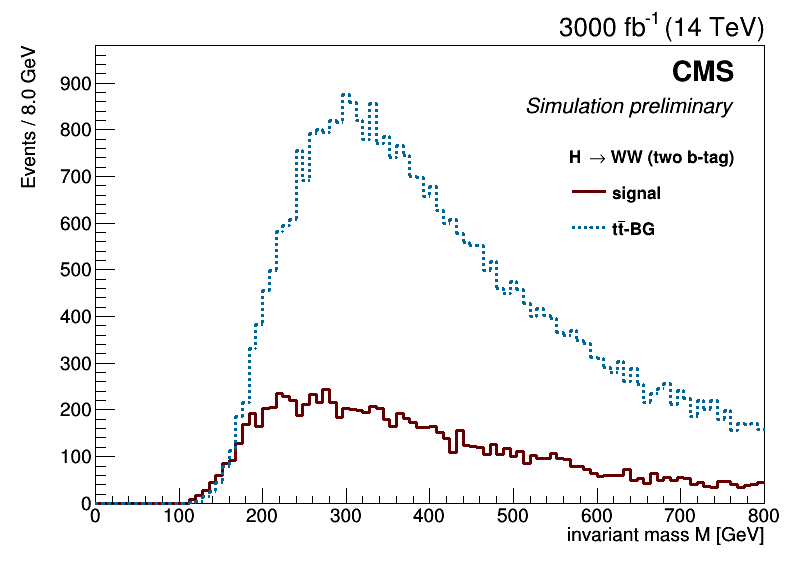 3000 fb⁻¹ (14 TeV)
CMS
Simulation preliminary
H → WW (two b-tag)
signal
tt̄-BG
Events / 8.0 GeV
900
800
700
600
500
400
300
200
100
0
0 100 200 300 400 500 600 700 800
invariant mass M [GeV]